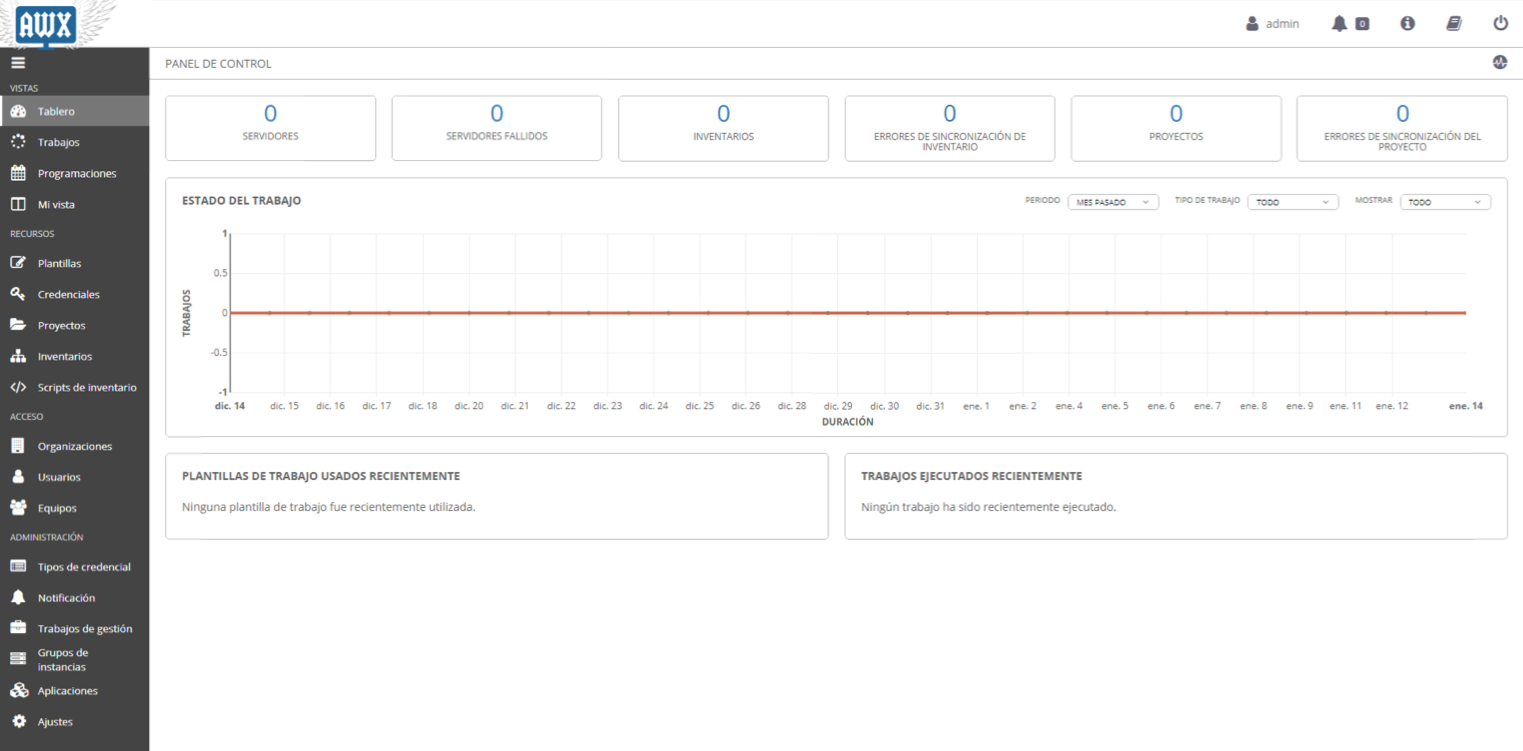 AWX
admin
0
PANEL DE CONTROL
VISTAS
Tablero
Trabajos
Programaciones
Mi vista
RECURSOS
Plantillas
Credenciales
Proyectos
Inventarios
Scripts de inventario
ACCESO
Organizaciones
Usuarios
Equipos
ADMINISTRACIÓN
Tipos de credencial
Notificación
Trabajos de gestión
Grupos de
instancias
Aplicaciones
Ajustes
0
SERVIDORES
0
SERVIDORES FALLIDOS
0
INVENTARIOS
0
ERRORES DE SINCRONIZACIÓN DE
INVENTARIO
0
PROYECTOS
0
ERRORES DE SINCRONIZACIÓN DEL
PROYECTO
ESTADO DEL TRABAJO
PERIODO MES PASADO TIPO DE TRABAJO TODO MOSTRAR TODO
1
0.5
0
-0.5
-1
TRABAJOS
dic. 14 dic. 15 dic. 16 dic. 17 dic. 18 dic. 20 dic. 21 dic. 22 dic. 23 dic. 24 dic. 25 dic. 26 dic. 28 dic. 29 dic. 30 dic. 31 ene. 1 ene. 2 ene. 4 ene. 5 ene. 6 ene. 7 ene. 8 ene. 9 ene. 11 ene. 12 ene. 14
DURACIÓN
PLANTILLAS DE TRABAJO USADOS RECIENTEMENTE
Ninguna plantilla de trabajo fue recientemente utilizada.
TRABAJOS EJECUTADOS RECIENTEMENTE
Ningún trabajo ha sido recientemente ejecutado.